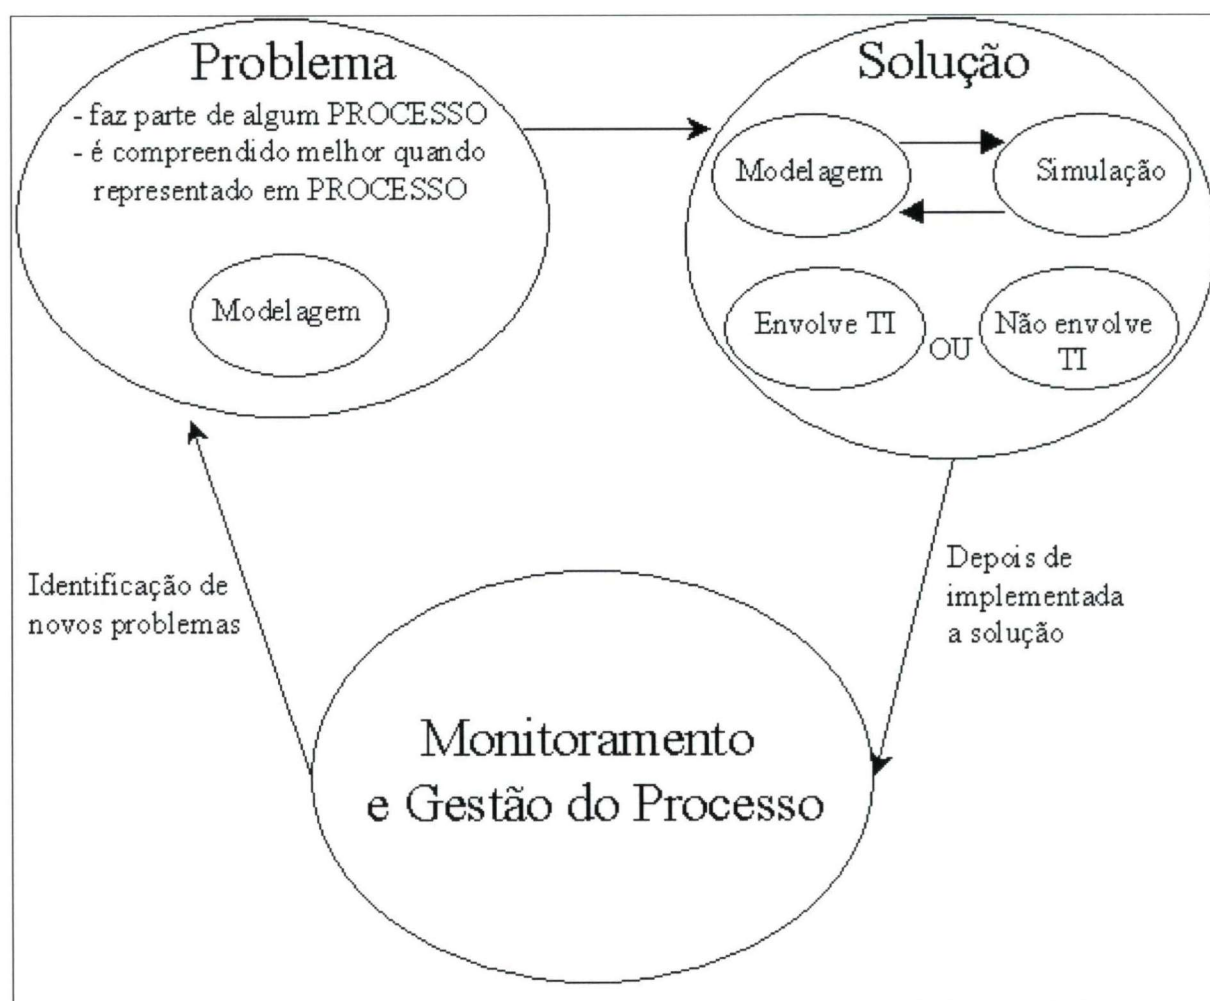 Problema
- faz parte de algum PROCESSO
- é compreendido melhor quando
representado em PROCESSO
Modelagem
Solução
Modelagem
Simulação
Envolve TI
OU
Não envolve
TI
Depois de
implementada
a solução
Monitoramento
e Gestão do Processo
Identificação de
novos problemas